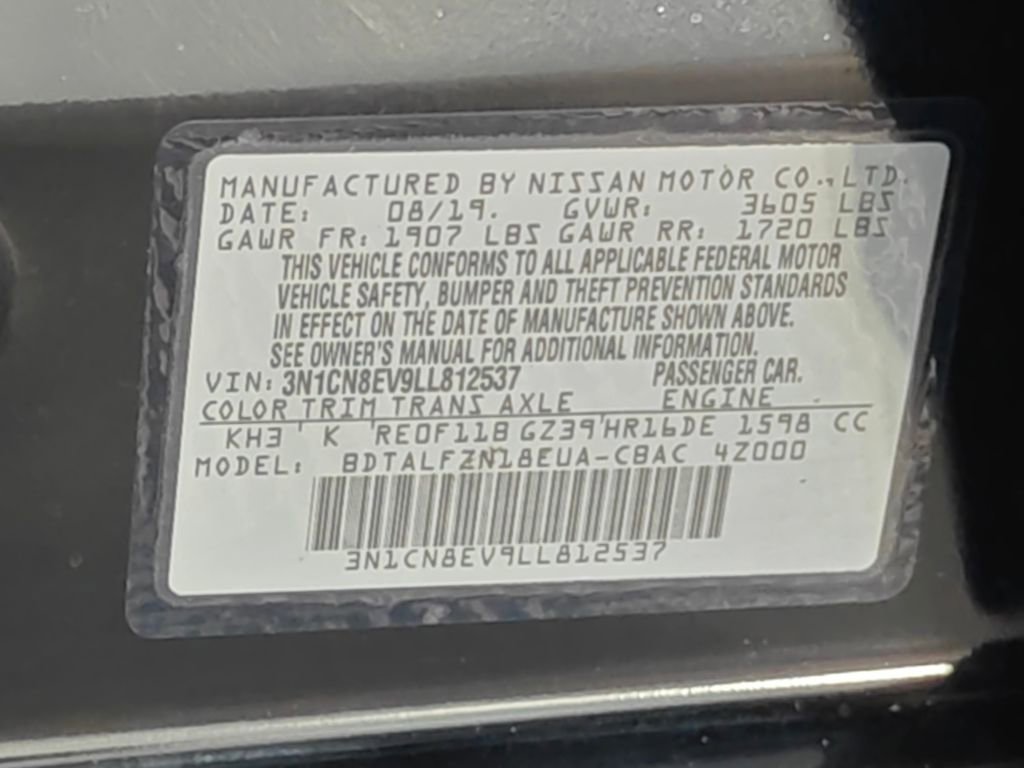 MANUFACTURED BY NISSAN MOTOR CO., LTD.
DATE: 08/19. GVWR: 3605 LBS
GAWR FR: 1907 LBS GAWR RR: 1720 LBS
THIS VEHICLE CONFORMS TO ALL APPLICABLE FEDERAL MOTOR
VEHICLE SAFETY, BUMPER AND THEFT PREVENTION STANDARDS
IN EFFECT ON THE DATE OF MANUFACTURE SHOWN ABOVE.
SEE OWNER'S MANUAL FOR ADDITIONAL INFORMATION.
VIN: 3N1CN8EV9LL812537 PASSENGER CAR.
COLOR TRIM TRANS AXLE ENGINE
KH3 K RE0F11B GZ39 HR16DE 1598 CC
MODEL: BDTALFZN18EUA-CBAC 4Z000
3N1CN8EV9LL812537